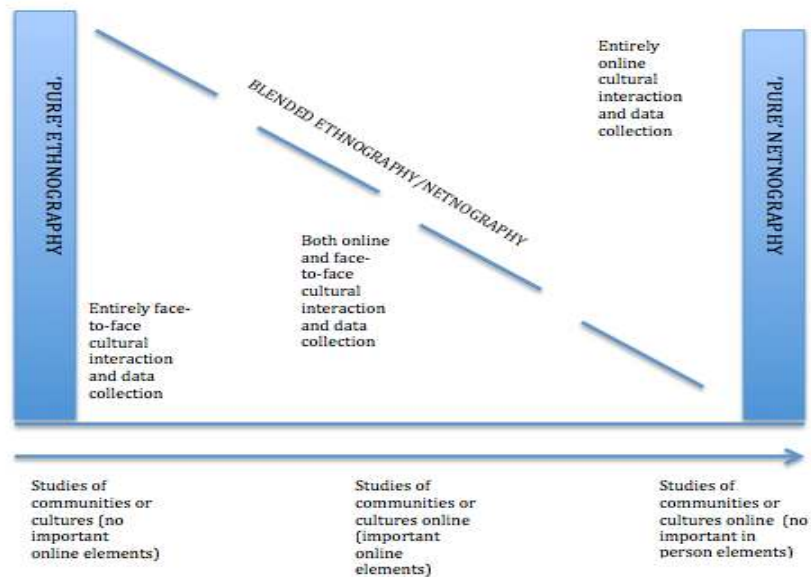 'PURE' ETHNOGRAPHY
Entirely face-
to-face
cultural
interaction
and data
collection
BLENDED ETHNOGRAPHY/NETNOGRAPHY
Both online
and face-
to-face
cultural
interaction
and data
collection
Entirely
online
cultural
interaction
and data
collection
'PURE' NETNOGRAPHY
Studies of
communities or
cultures (no
important
online elements)
Studies of
communities or
cultures online
(important
online
elements)
Studies of
communities or
cultures online (no
important in
person elements)